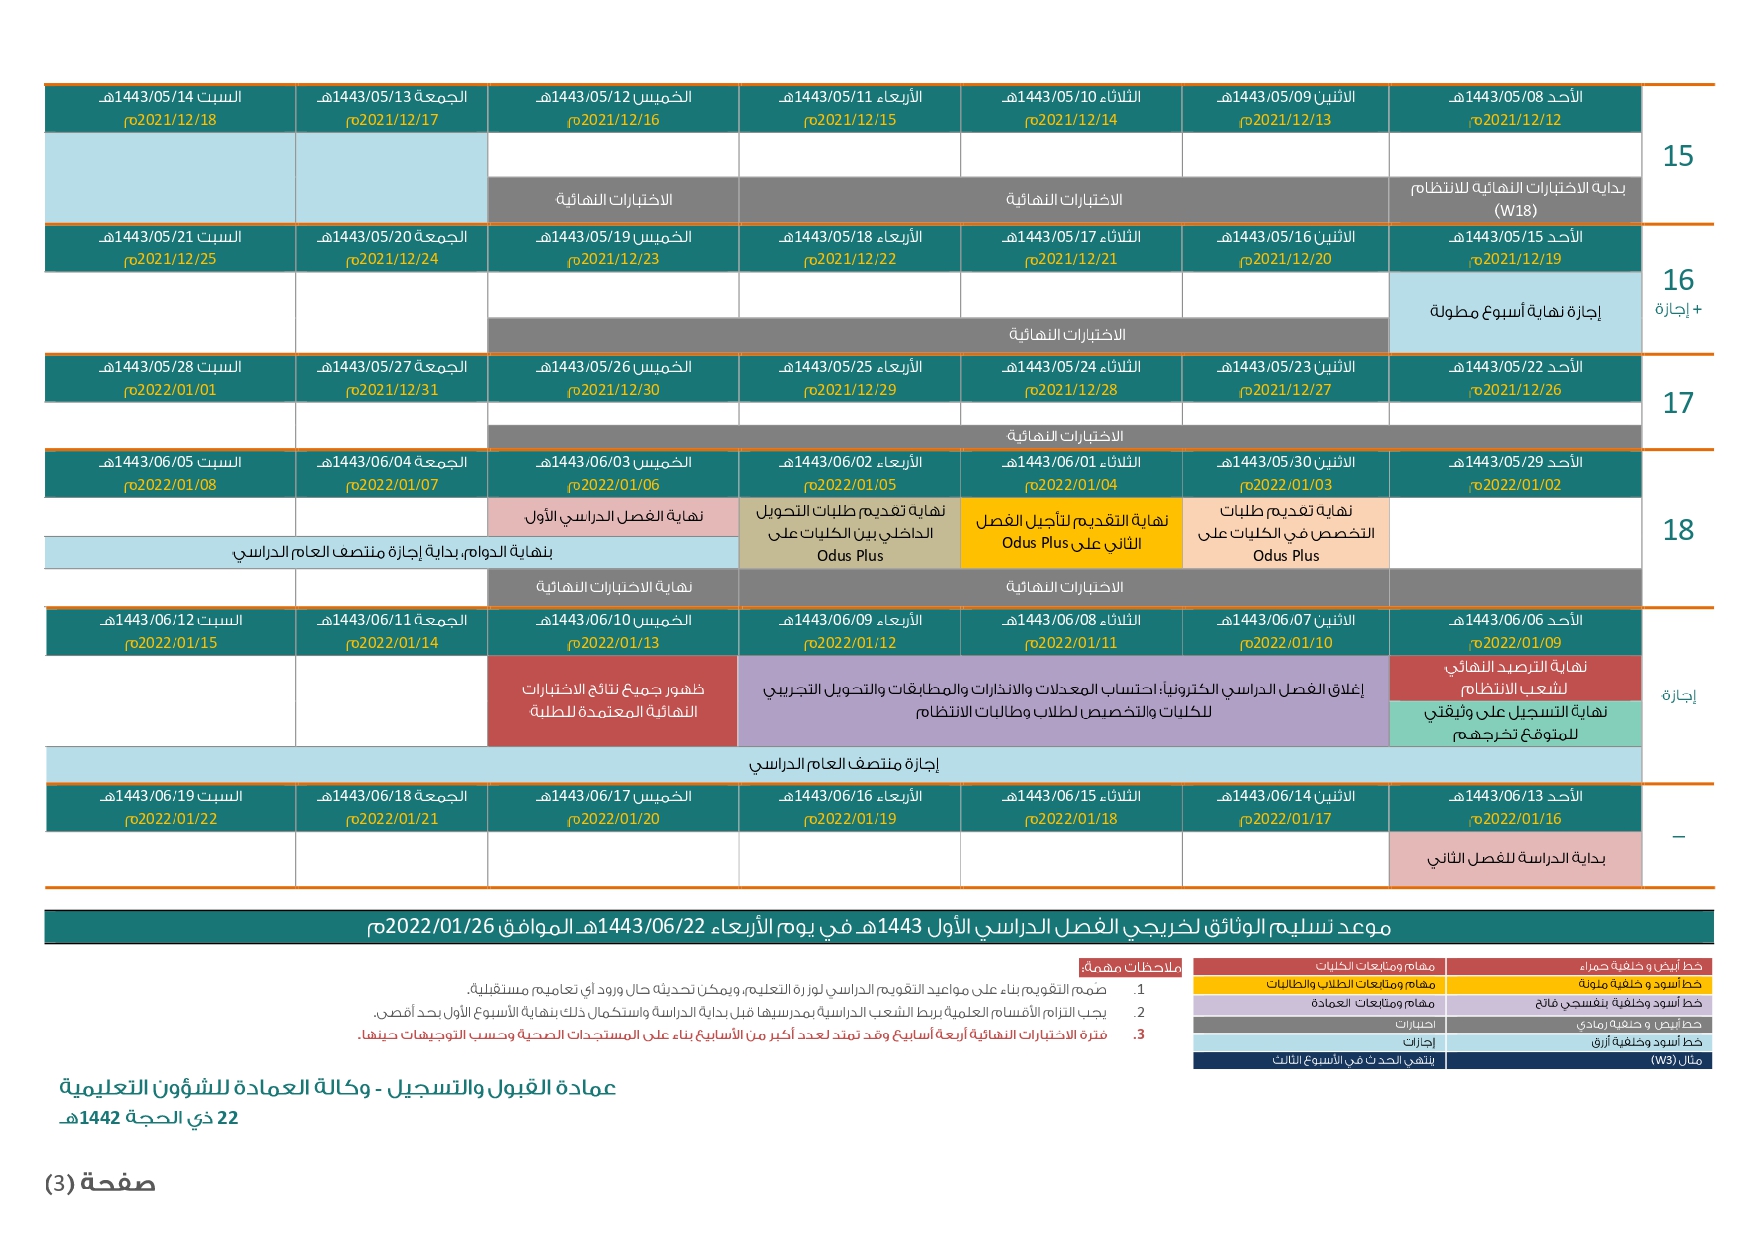 15
الأحد 1443/05/08هـ
2021/12/12م
الاثنين 1443/05/09هـ
2021/12/13م
الثلاثاء 1443/05/10هـ
2021/12/14م
الأربعاء 1443/05/11هـ
2021/12/15م
الخميس 1443/05/12هـ
2021/12/16م
الجمعة 1443/05/13هـ
2021/12/17م
السبت 1443/05/14هـ
2021/12/18م
بداية الاختبارات النهائية للانتظام
(W18)
الاختبارات النهائية
الاختبارات النهائية
16
+ إجازة
الأحد 1443/05/15هـ
2021/12/19م
الاثنين 1443/05/16هـ
2021/12/20م
الثلاثاء 1443/05/17هـ
2021/12/21م
الأربعاء 1443/05/18هـ
2021/12/22م
الخميس 1443/05/19هـ
2021/12/23م
الجمعة 1443/05/20هـ
2021/12/24م
السبت 1443/05/21هـ
2021/12/25م
إجازة نهاية أسبوع مطولة
الاختبارات النهائية
17
الأحد 1443/05/22هـ
2021/12/26م
الاثنين 1443/05/23هـ
2021/12/27م
الثلاثاء 1443/05/24هـ
2021/12/28م
الأربعاء 1443/05/25هـ
2021/12/29م
الخميس 1443/05/26هـ
2021/12/30م
الجمعة 1443/05/27هـ
2021/12/31م
السبت 1443/05/28هـ
2022/01/01م
الاختبارات النهائية
18
الأحد 1443/05/29هـ
2022/01/02م
الاثنين 1443/05/30هـ
2022/01/03م
الثلاثاء 1443/06/01هـ
2022/01/04م
الأربعاء 1443/06/02هـ
2022/01/05م
الخميس 1443/06/03هـ
2022/01/06م
الجمعة 1443/06/04هـ
2022/01/07م
السبت 1443/06/05هـ
2022/01/08م
نهاية تقديم طلبات
التخصص في الكليات على
Odus Plus
نهاية التقديم لتأجيل الفصل
الثاني على Odus Plus
نهاية تقديم طلبات التحويل
الداخلي بين الكليات على
Odus Plus
نهاية الفصل الدراسي الأول
بنهاية الدوام، بداية إجازة منتصف العام الدراسي
الاختبارات النهائية
نهاية الاختبارات النهائية
إجازة
الأحد 1443/06/06هـ
2022/01/09م
الاثنين 1443/06/07هـ
2022/01/10م
الثلاثاء 1443/06/08هـ
2022/01/11م
الأربعاء 1443/06/09هـ
2022/01/12م
الخميس 1443/06/10هـ
2022/01/13م
الجمعة 1443/06/11هـ
2022/01/14م
السبت 1443/06/12هـ
2022/01/15م
نهاية الترصيد النهائي
لشعب الانتظام
نهاية التسجيل على وثيقتي
للمتوقع تخرجهم
إغلاق الفصل الدراسي الكترونياً: احتساب المعدلات والانذارات والمطابقات والتحويل التجريبي
للكليات والتخصيص لطلاب وطالبات الانتظام
ظهور جميع نتائج الاختبارات
النهائية المعتمدة للطلبة
إجازة منتصف العام الدراسي
–
الأحد 1443/06/13هـ
2022/01/16م
الاثنين 1443/06/14هـ
2022/01/17م
الثلاثاء 1443/06/15هـ
2022/01/18م
الأربعاء 1443/06/16هـ
2022/01/19م
الخميس 1443/06/17هـ
2022/01/20م
الجمعة 1443/06/18هـ
2022/01/21م
السبت 1443/06/19هـ
2022/01/22م
بداية الدراسة للفصل الثاني
موعد تسليم الوثائق لخريجي الفصل الدراسي الأول 1443هـ في يوم الأربعاء 1443/06/22هـ الموافق 2022/01/26م
خط أبيض و خلفية حمراء مهام ومتابعات الكليات
خط أسود و خلفية ملونة مهام ومتابعات الطلاب والطالبات
خط أسود وخلفية بنفسجي فاتح مهام ومتابعات العمادة
خط أبيض و خلفية رمادي اختبارات
خط أسود وخلفية أزرق إجازات
مثال (W3) ينتهي الحدث في الأسبوع الثالث
ملاحظات مهمة:
1. صُمم التقويم بناء على مواعيد التقويم الدراسي لوزارة التعليم، ويمكن تحديثه حال ورود أي تعاميم مستقبلية.
2. يجب التزام الأقسام العلمية بربط الشعب الدراسية بمدرسيها قبل بداية الدراسة واستكمال ذلك بنهاية الأسبوع الأول بحد أقصى.
3. فترة الاختبارات النهائية أربعة أسابيع وقد تمتد لعدد أكبر من الأسابيع بناء على المستجدات الصحية وحسب التوجيهات حينها.
عمادة القبول والتسجيل - وكالة العمادة للشؤون التعليمية
22 ذي الحجة 1442هـ
صفحة (3)